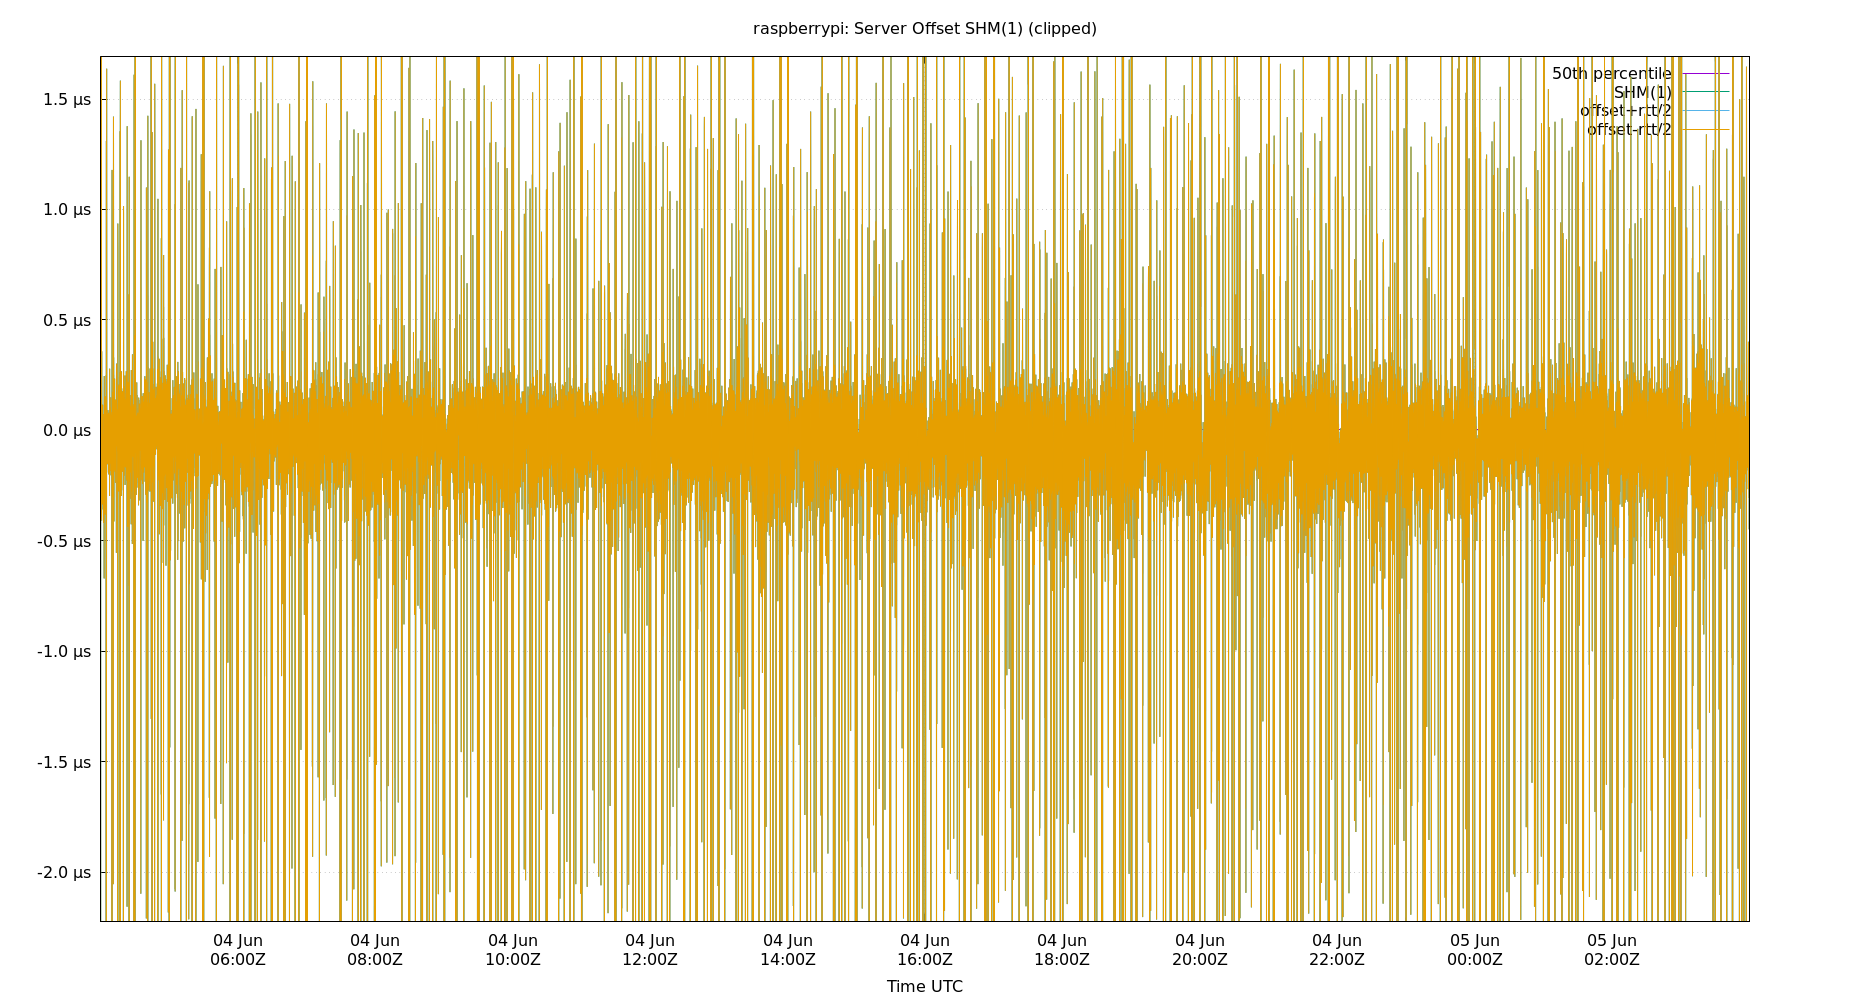 raspberrypi: Server Offset SHM(1) (clipped)
50th percentile
SHM(1)
offset+rtt/2
offset-rtt/2
1.5 µs
1.0 µs
0.5 µs
0.0 µs
-0.5 µs
-1.0 µs
-1.5 µs
-2.0 µs
04 Jun 04 Jun 04 Jun 04 Jun 04 Jun 04 Jun 04 Jun 04 Jun 04 Jun 05 Jun 05 Jun
06:00Z 08:00Z 10:00Z 12:00Z 14:00Z 16:00Z 18:00Z 20:00Z 22:00Z 00:00Z 02:00Z
Time UTC